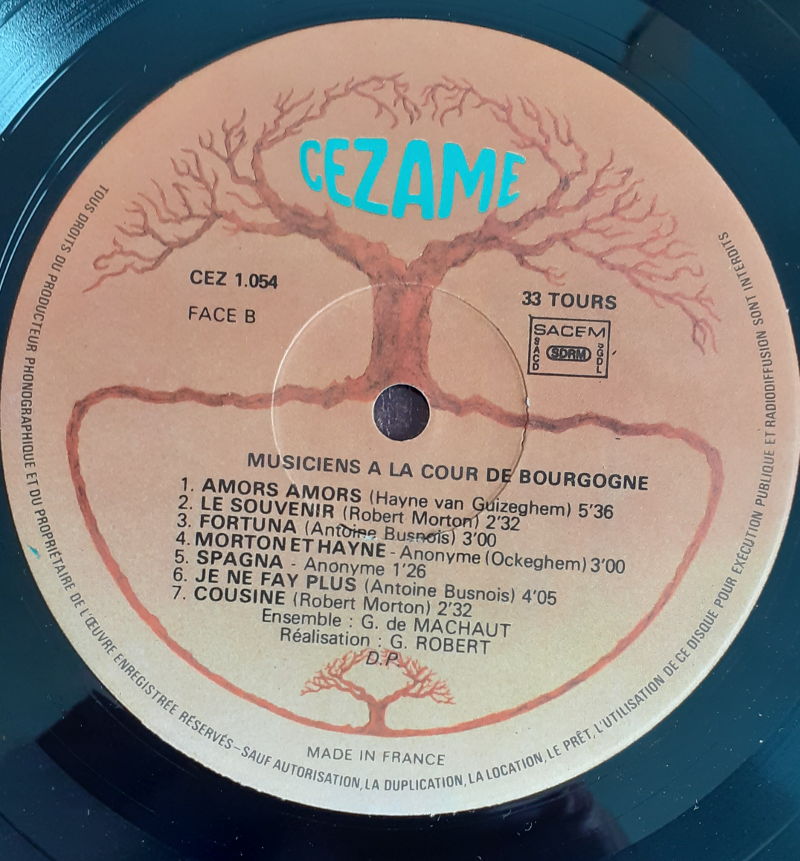 CEZAME
CEZ 1.054
FACE B
33 TOURS
SACEM
SACD
SDRM
SGDL
MUSICIENS A LA COUR DE BOURGOGNE
1. AMORS AMORS (Hayne van Guizeghem) 5'36
2. LE SOUVENIR (Robert Morton) 2'32
3. FORTUNA (Antoine Busnois) 3'00
4. MORTON ET HAYNE - Anonyme (Ockeghem) 3'00
5. SPAGNA - Anonyme 1'26
6. JE NE FAY PLUS (Antoine Busnois) 4'05
7. COUSINE (Robert Morton) 2'32
Ensemble : G. de MACHAUT
Réalisation : G. ROBERT
D.P.
MADE IN FRANCE
TOUS DROITS DU PRODUCTEUR PHONOGRAPHIQUE ET DU PROPRIÉTAIRE DE L'ŒUVRE ENREGISTRÉE RÉSERVÉS - SAUF AUTORISATION, LA DUPLICATION, LA LOCATION, LE PRÊT, L'UTILISATION DE CE DISQUE POUR EXÉCUTION PUBLIQUE ET RADIODIFFUSION SONT INTERDITS